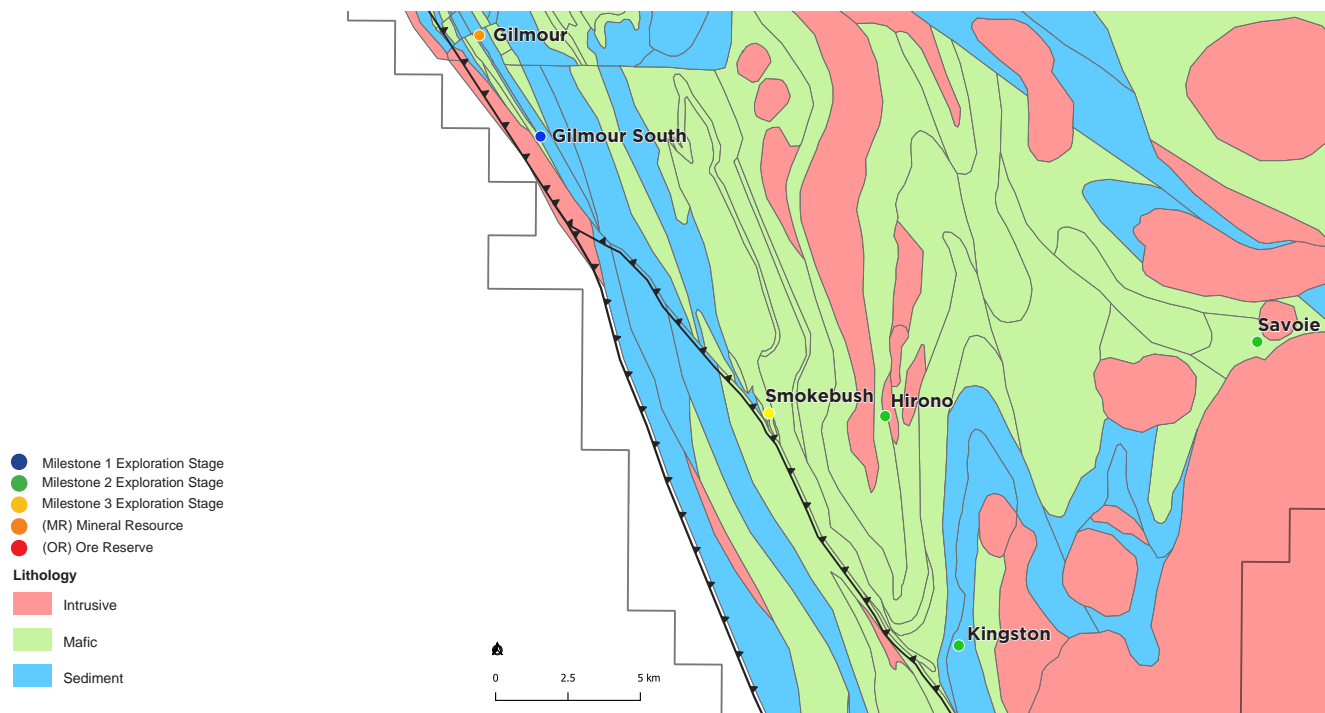 Gilmour
Gilmour South
Savoie
Smokebush
Hirono
Kingston
Milestone 1 Exploration Stage
Milestone 2 Exploration Stage
Milestone 3 Exploration Stage
(MR) Mineral Resource
(OR) Ore Reserve
Lithology
Intrusive
Mafic
Sediment
0 2.5 5 km